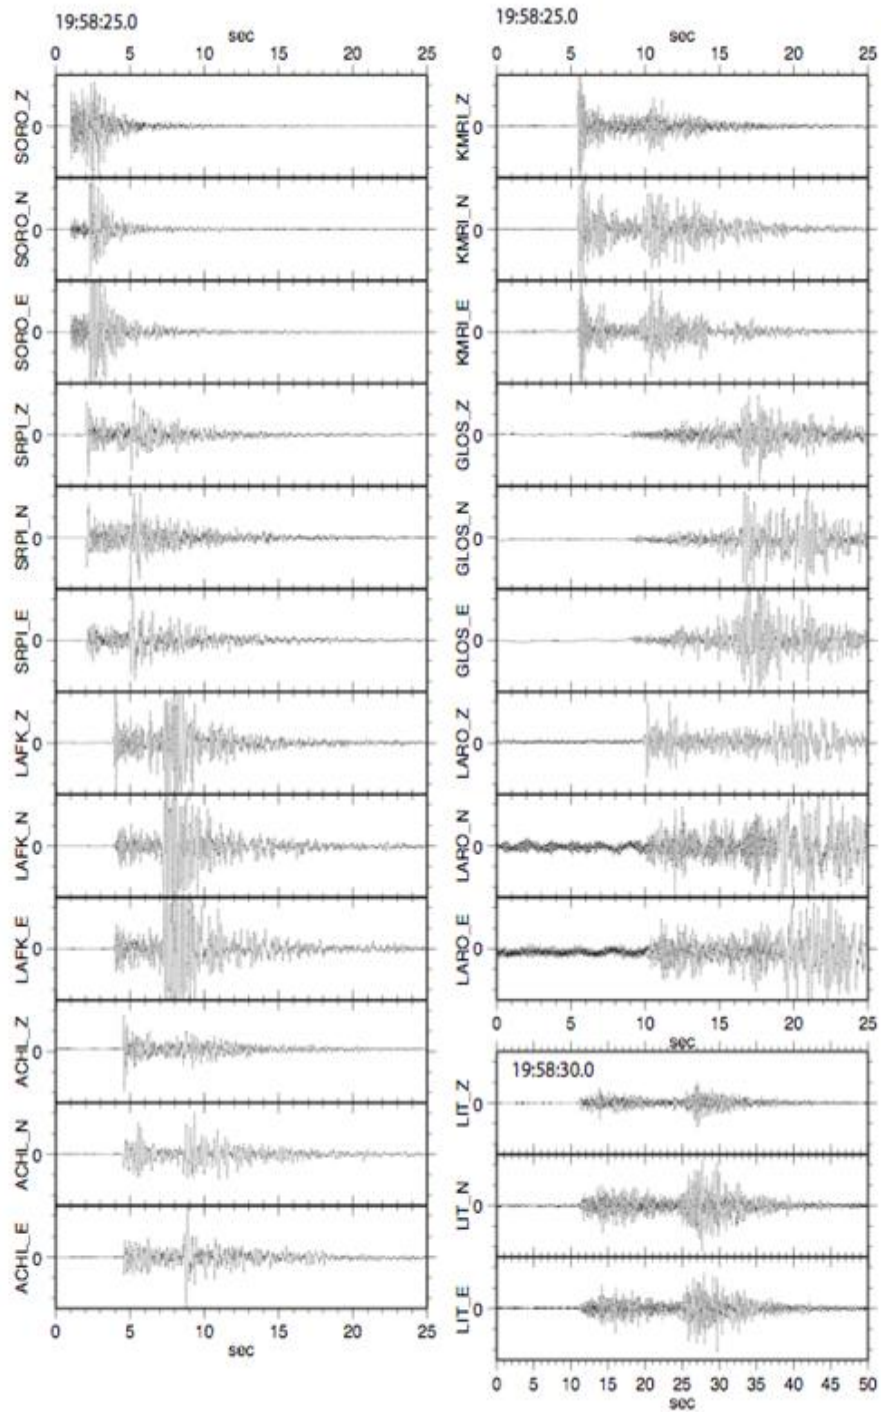 19:58:25.0
sec
0 5 10 15 20 25
SORO_Z 0
SORO_N 0
SORO_E 0
SRPI_Z 0
SRPI_N 0
SRPI_E 0
LAFK_Z 0
LAFK_N 0
LAFK_E 0
ACHL_Z 0
ACHL_N 0
ACHL_E 0
0 5 10 15 20 25
sec
19:58:25.0
sec
0 5 10 15 20 25
KMRI_Z 0
KMRI_N 0
KMRI_E 0
GLOS_Z 0
GLOS_N 0
GLOS_E 0
LARO_Z 0
LARO_N 0
LARO_E 0
0 5 10 15 20 25
sec
19:58:30.0
LIT_Z 0
LIT_N 0
LIT_E 0
0 5 10 15 20 25 30 35 40 45 50
sec